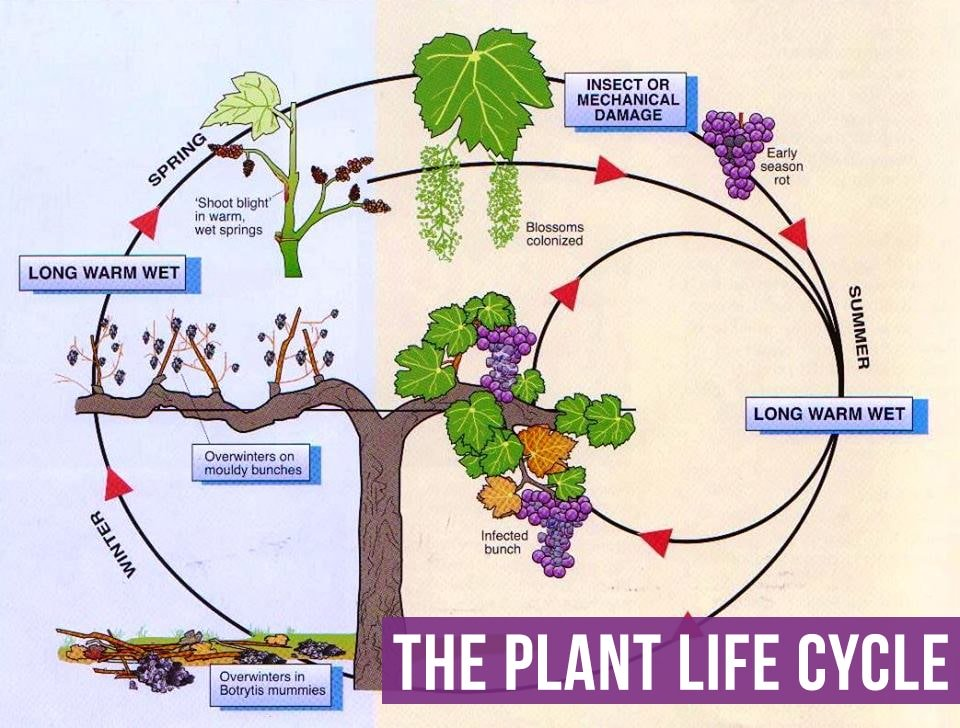 INSECT OR
MECHANICAL
DAMAGE
SPRING
Early
season
rot
'Shoot blight'
in warm,
wet springs
Blossoms
colonized
LONG WARM WET
SUMMER
LONG WARM WET
Overwinters on
mouldy bunches
WINTER
Infected
bunch
Overwinters in
Botrytis mummies
THE PLANT LIFE CYCLE